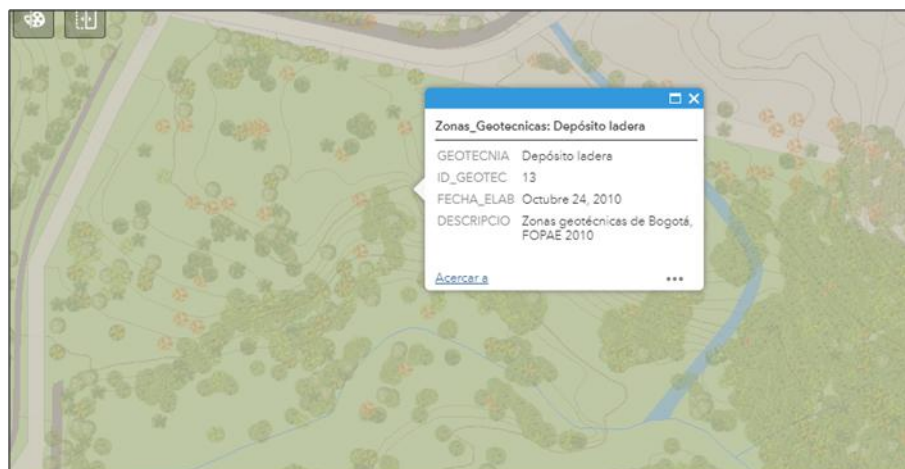 Zonas_Geotecnicas: Depósito ladera
GEOTECNIA Depósito ladera
ID_GEOTEC 13
FECHA_ELAB Octubre 24, 2010
DESCRIPCIO Zonas geotécnicas de Bogotá,
FOPAE 2010
Acercar a